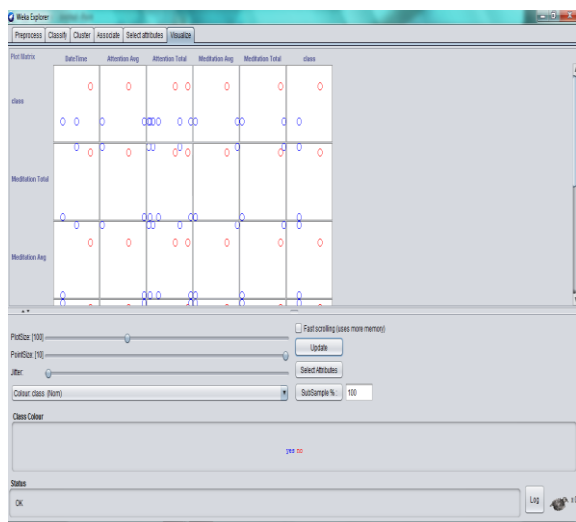 Weka Explorer
Preprocess Classify Cluster Associate Select attributes Visualize
Plot Matrix DateTime Attention Avg Attention Total Meditation Avg Meditation Total class
class
Meditation Total
Meditation Avg
PlotSize: [100]
PointSize: [10]
Jitter:
Fast scrolling (uses more memory)
Update
Select Attributes
Colour: class (Nom)
SubSample % : 100
Class Colour
yes no
Status
OK
Log